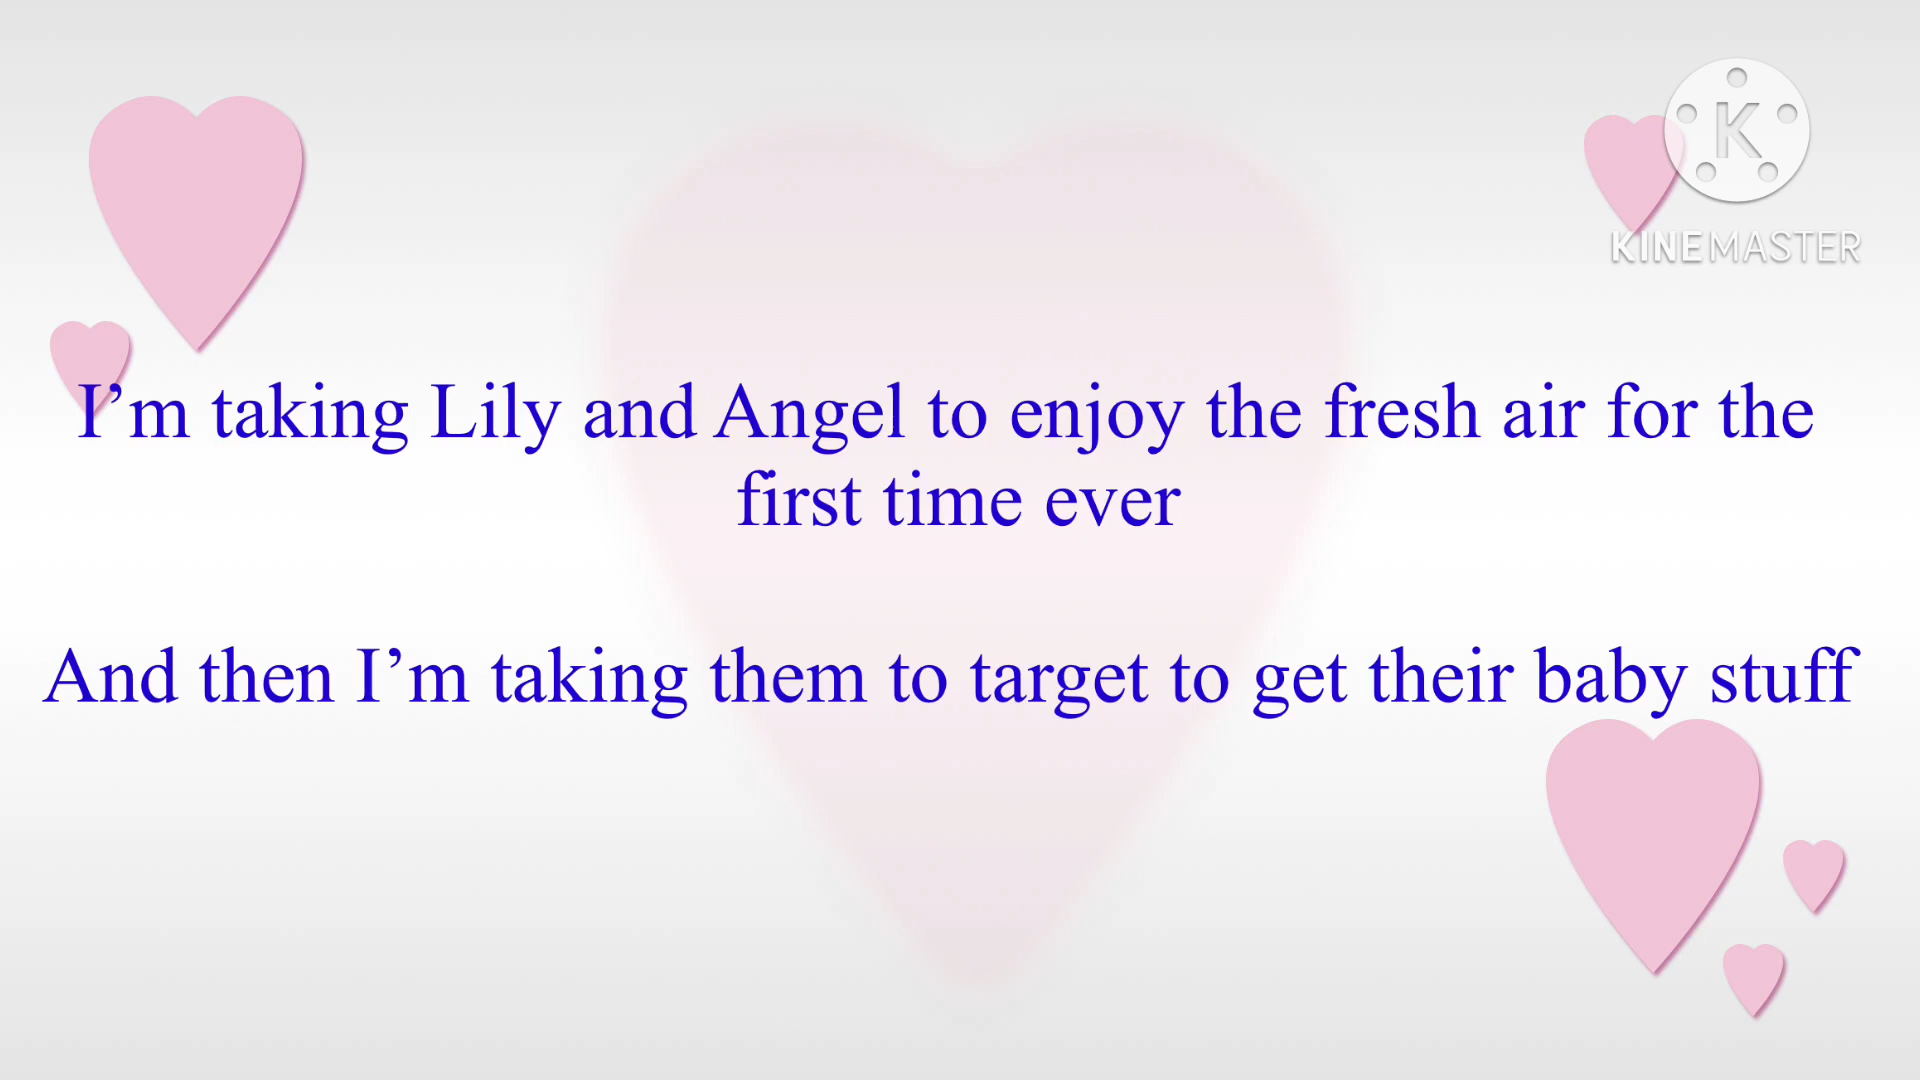 K
KINEMASTER
I’m taking Lily and Angel to enjoy the fresh air for the
first time ever
And then I’m taking them to target to get their baby stuff